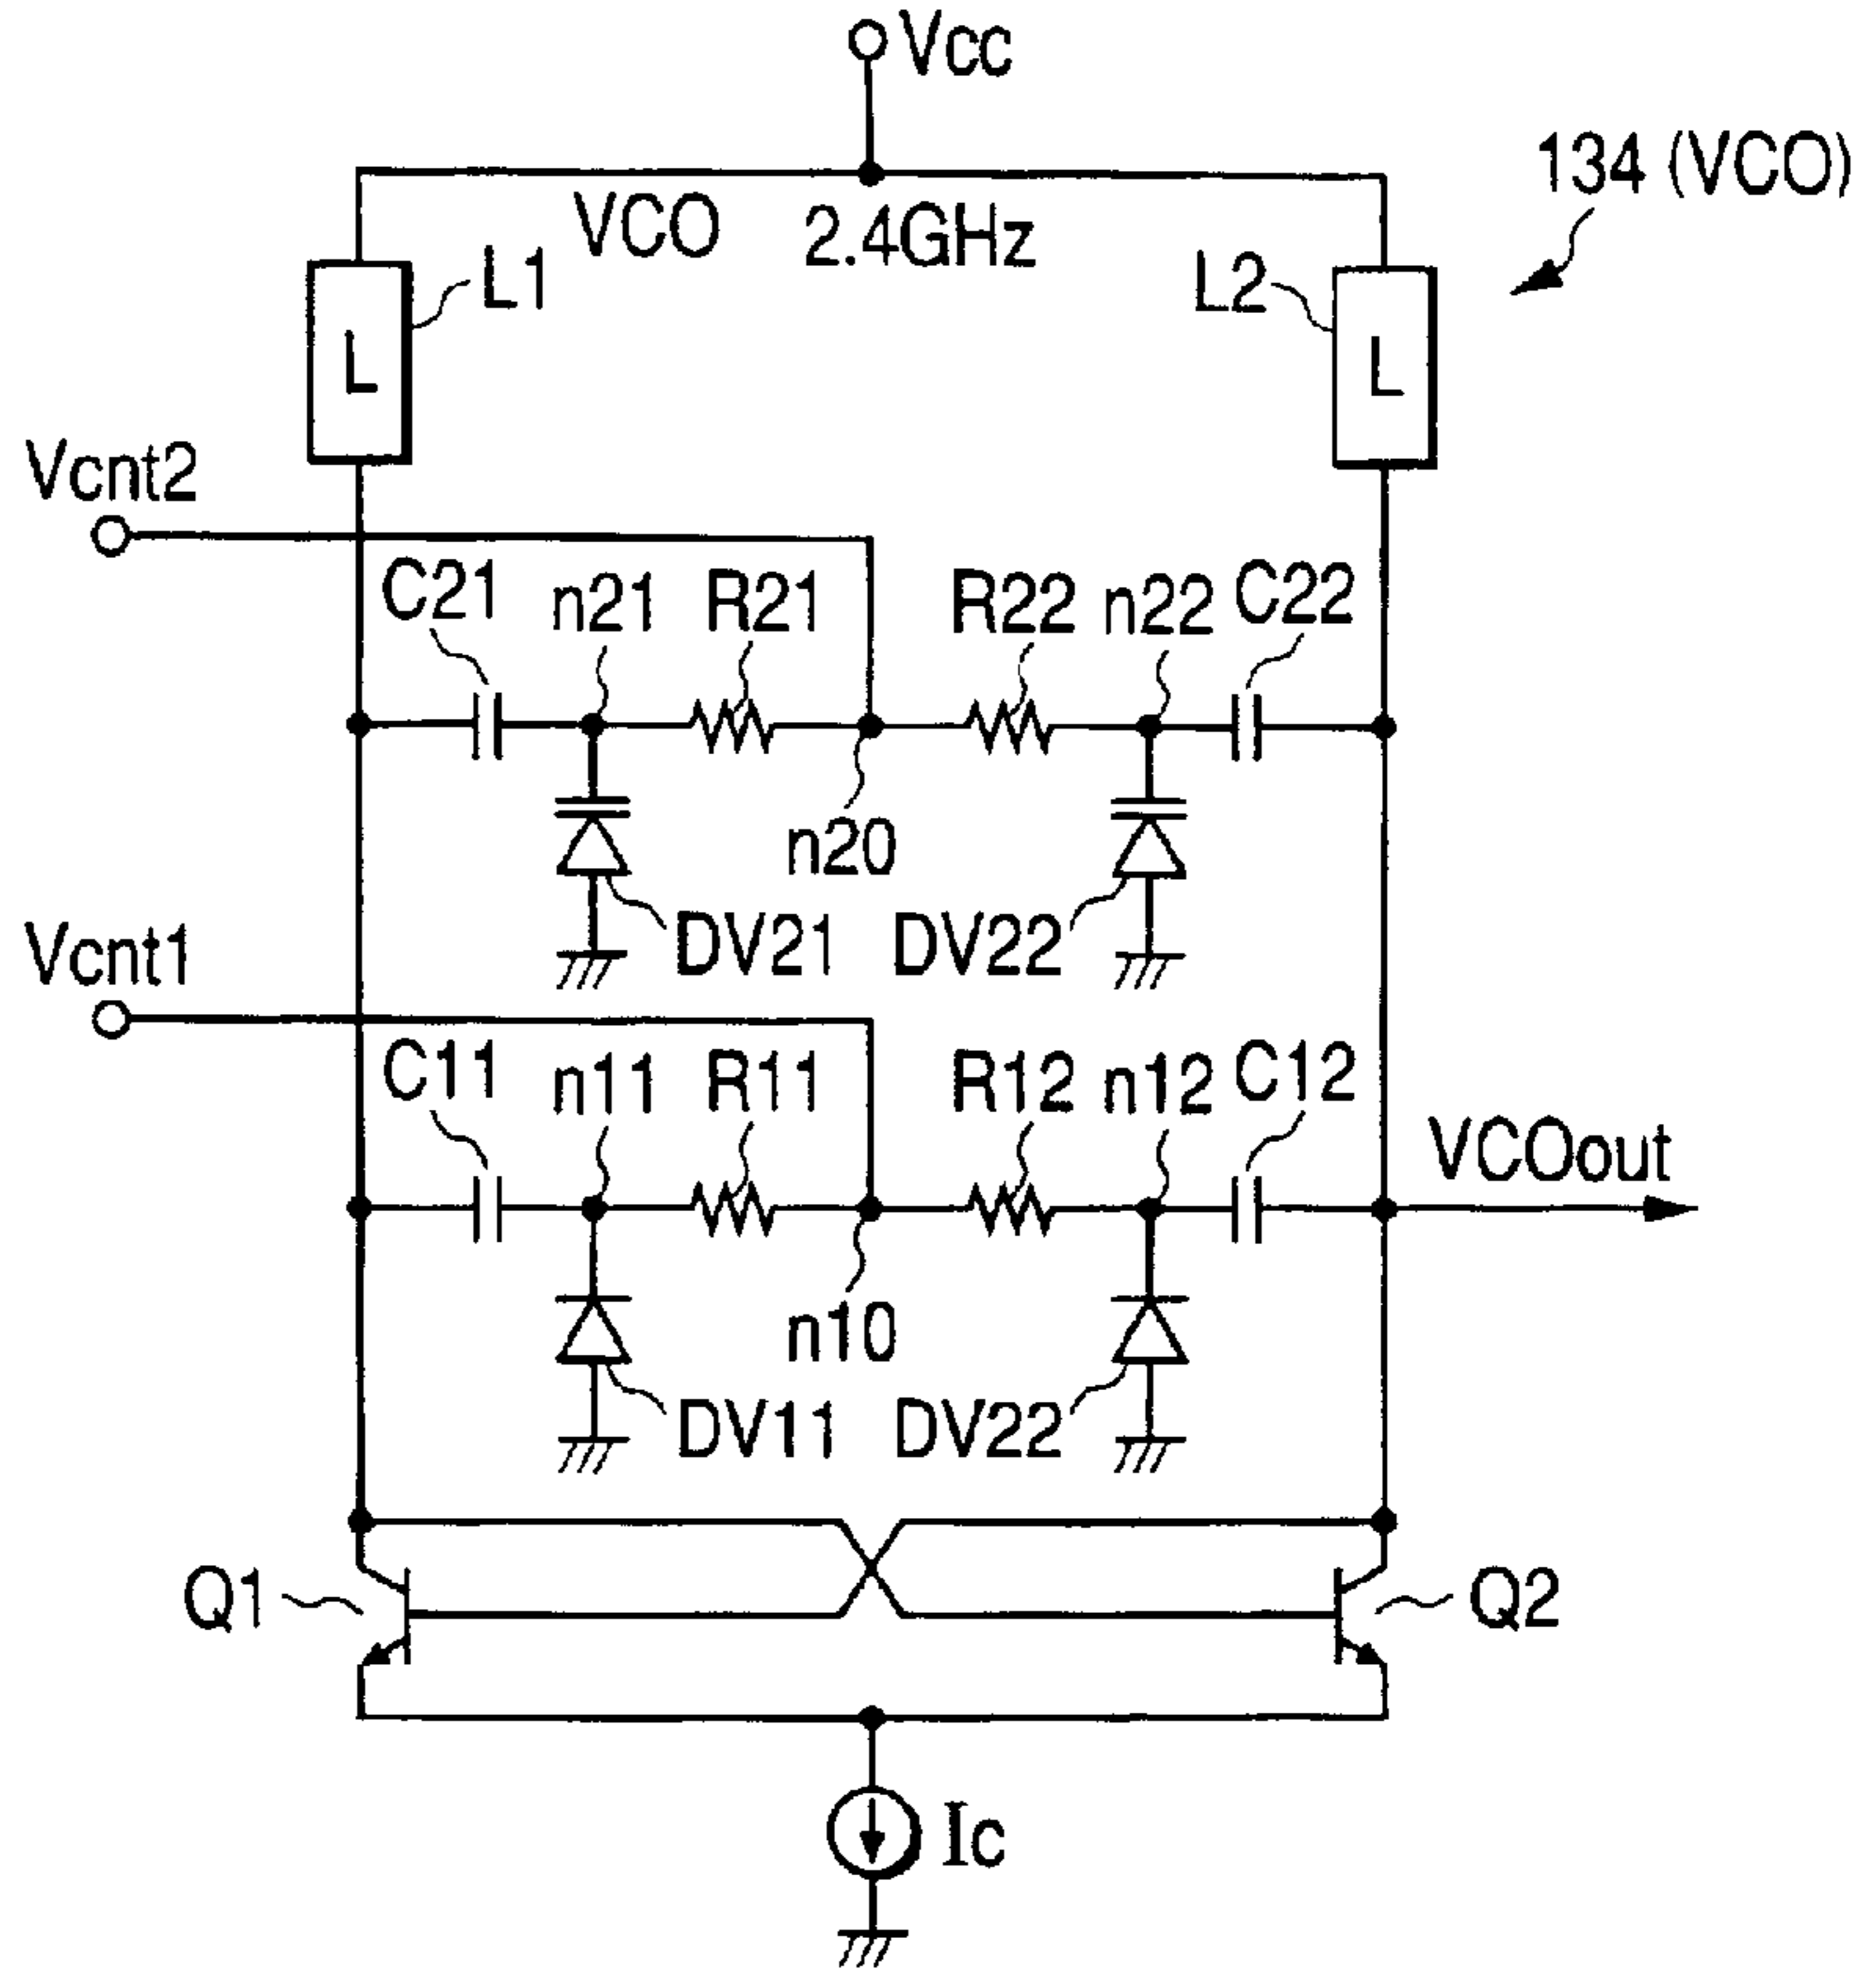 Vcc
134 (VCO)
VCO 2.4GHz
L1
L2
L
L
Vcnt2
C21
n21
R21
R22
n22
C22
n20
DV21
DV22
Vcnt1
C11
n11
R11
R12
n12
C12
VCOout
n10
DV11
DV22
Q1
Q2
Ic